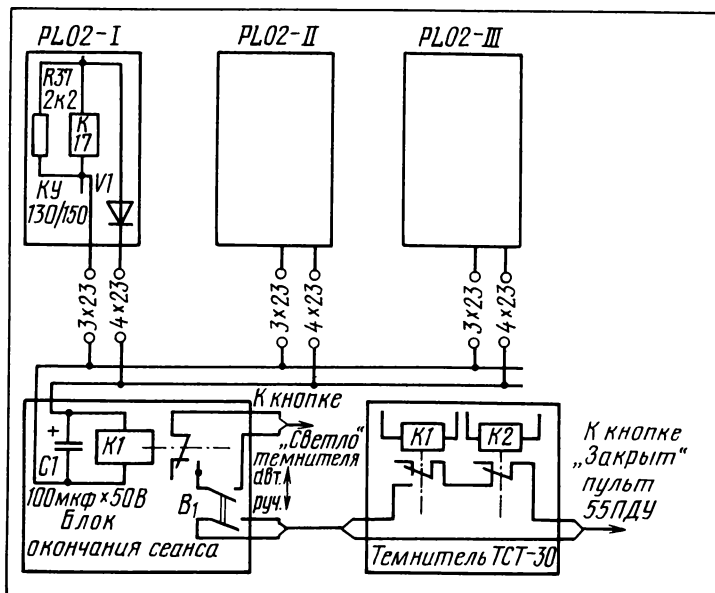 PL02-I
PL02-II
PL02-III
R37
2к2
К
17
КУ
130/150
V1
3×23
4×23
3×23
4×23
3×23
4×23
+
С1
К1
100мкф×50В
Блок
окончания сеанса
В1
К кнопке
„Светло“
темнителя
авт.
руч.
К1
К2
Темнитель ТСТ-30
К кнопке
„Закрыт“
пульт
55ПДУ